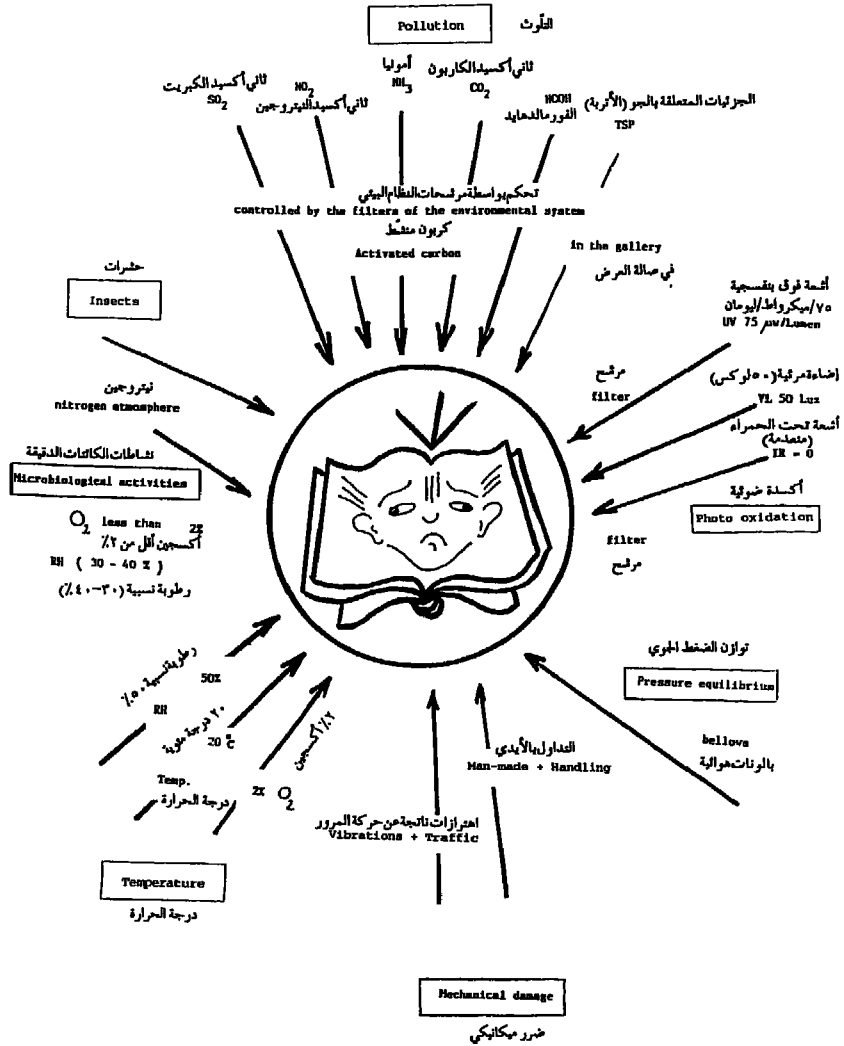 Pollution التلوث
ثاني أكسيد الكبريت
SO2
NO2
ثاني أكسيد النيتروجين
أمونيا
NH3
ثاني أكسيد الكاربون
CO2
HCOH
الفورمالدهايد
الجزئيات المتعلقة بالجو (الأتربة)
TSP
تحكم بواسطة مرشحات النظام البيئي
controlled by the filters of the environmental system
كربون منشّط
Activated carbon
in the gallery
في صالة العرض
حشرات
Insects
نيتروجين
nitrogen atmosphere
نشاطات الكائنات الدقيقة
Microbiological activities
O2 less than 2%
أكسجين أقل من ٢٪
RH ( 30 - 40 % )
رطوبة نسبية (٣٠-٤٠٪)
أشعة فوق بنفسجية
٧٥/ميكرواط/ليومان
UV 75 μw/Lumen
مرشح
filter
إضاءة مرئية (٥٠ لوكس)
VL 50 Lux
أشعة تحت الحمراء
(منعدمة)
IR = 0
أكسدة ضوئية
Photo oxidation
filter
مرشح
توازن الضغط الجوي
Pressure equilibrium
bellows
بالونات هوائية
رطوبة نسبية ٥٠٪
50%
RH
٢٠ درجة مئوية
20 °C
Temp.
درجة الحرارة
٢٪ أكسجين
2% O2
Temperature
درجة الحرارة
التداول بالأيدي
Man-made + Handling
اهتزازات ناتجة عن حركة المرور
Vibrations + Traffic
Mechanical damage
ضرر ميكانيكي